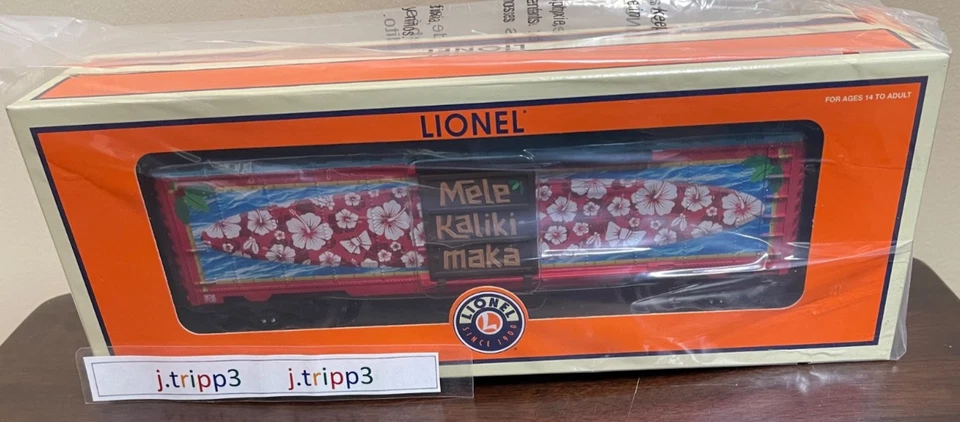 FOR AGES 14 TO ADULT
LIONEL
Mele
Kaliki
maka
LIONEL
L
SINCE 1900
j.tripp3 j.tripp3